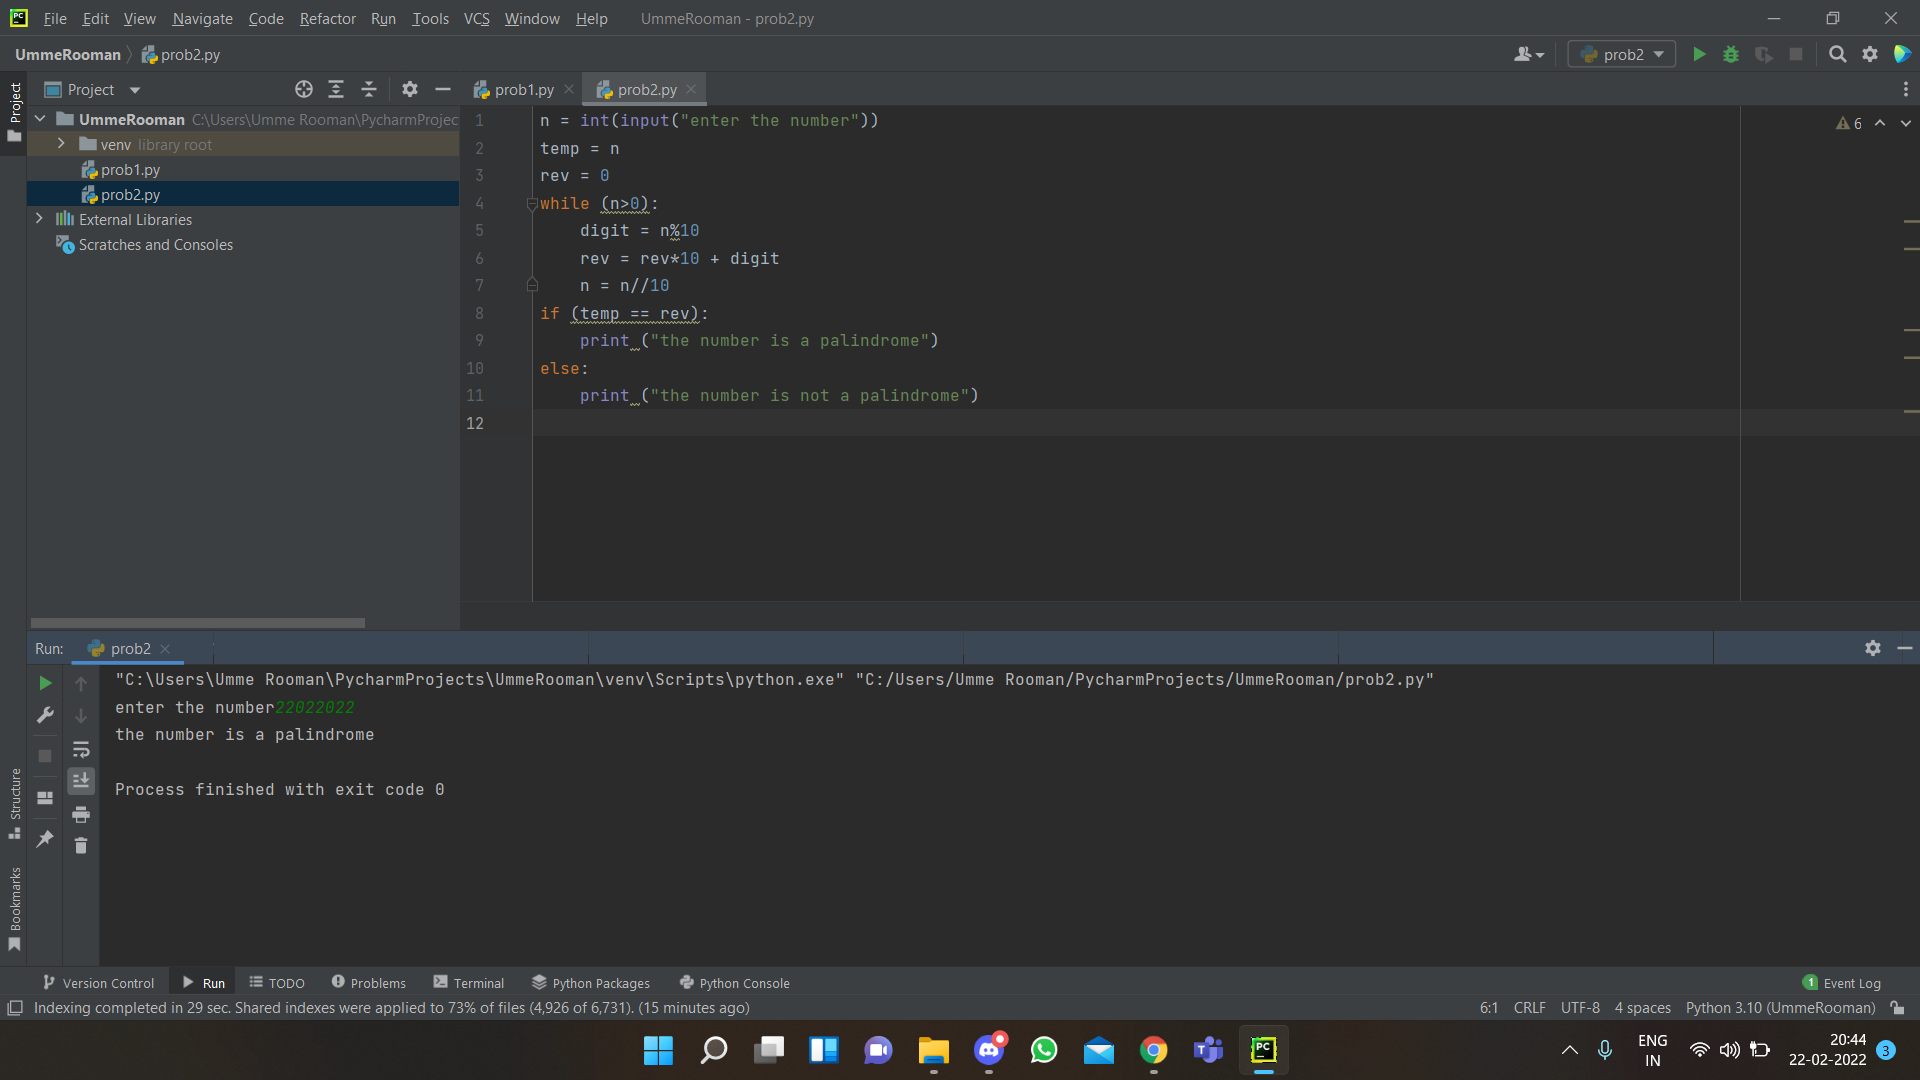 File Edit View Navigate Code Refactor Run Tools VCS Window Help UmmeRooman - prob2.py
UmmeRooman prob2.py prob2
Project prob1.py prob2.py
Project
UmmeRooman C:\Users\Umme Rooman\PycharmProjec
venv library root
prob1.py
prob2.py
External Libraries
Scratches and Consoles
6
1 n = int(input("enter the number"))
2 temp = n
3 rev = 0
4 while (n>0):
5 digit = n%10
6 rev = rev*10 + digit
7 n = n//10
8 if (temp == rev):
9 print ("the number is a palindrome")
10 else:
11 print ("the number is not a palindrome")
12
Run: prob2
"C:\Users\Umme Rooman\PycharmProjects\UmmeRooman\venv\Scripts\python.exe" "C:/Users/Umme Rooman/PycharmProjects/UmmeRooman/prob2.py"
enter the number22022022
the number is a palindrome
Process finished with exit code 0
Structure
Bookmarks
Version Control Run TODO Problems Terminal Python Packages Python Console 1 Event Log
Indexing completed in 29 sec. Shared indexes were applied to 73% of files (4,926 of 6,731). (15 minutes ago) 6:1 CRLF UTF-8 4 spaces Python 3.10 (UmmeRooman)
ENG 20:44
IN 22-02-2022 3